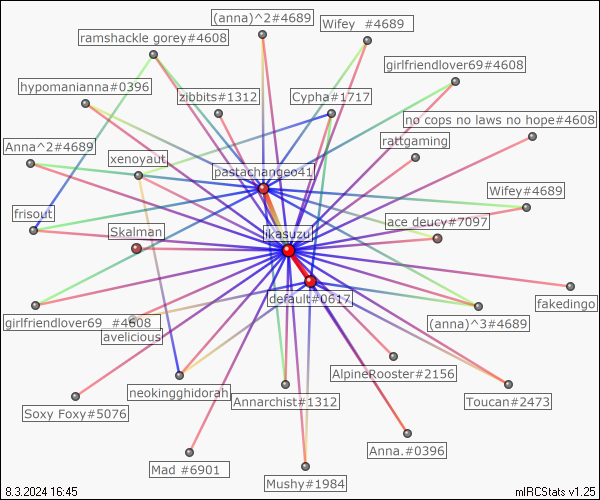 (anna)^2#4689
Wifey  #4689
ramshackle gorey#4608
girlfriendlover69#4608
hypomanianna#0396
zibbits#1312
Cypha#1717
no cops no laws no hope#4608
rattgaming
Anna^2#4689
xenoyaut
pastachangeo41
Wifey#4689
frisout
ace deucy#7097
Skalman
ikasuzu
default#0617
fakedingo
girlfriendlover69  #4608
(anna)^3#4689
avelicious
AlpineRooster#2156
neokingghidorah
Annarchist#1312
Toucan#2473
Soxy Foxy#5076
Anna.#0396
Mad #6901
Mushy#1984
8.3.2024 16:45
mIRCStats v1.25